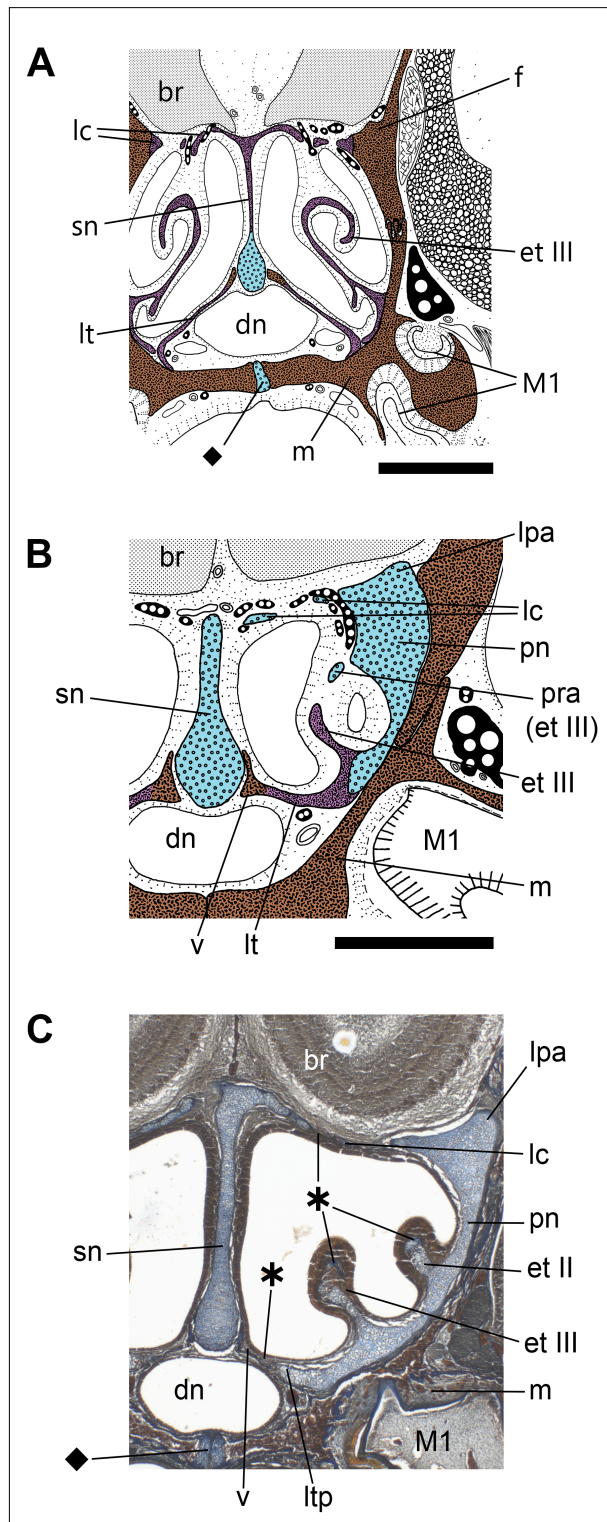 A
br
f
lc
sn
et III
lt
dn
M1
◆
m
B
br
lpa
lc
pn
sn
pra
(et III)
et III
dn
M1
m
v
lt
C
br
lpa
lc
*
pn
sn
et II
*
et III
dn
m
M1
◆
v
ltp